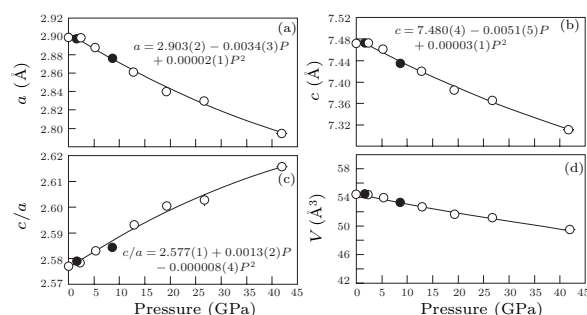 2.90
2.88
2.86
2.84
2.82
2.80
a (Å)
(a)
a = 2.903(2) − 0.0034(3)P
+ 0.00002(1)P²
7.52
7.48
7.44
7.40
7.36
7.32
c (Å)
(b)
c = 7.480(4) − 0.0051(5)P
+ 0.00003(1)P²
2.62
2.61
2.60
2.59
2.58
2.57
c/a
(c)
c/a = 2.577(1) + 0.0013(2)P
− 0.000008(4)P²
0 5 10 15 20 25 30 35 40 45
Pressure (GPa)
58
54
50
46
42
V (Å³)
(d)
0 5 10 15 20 25 30 35 40 45
Pressure (GPa)